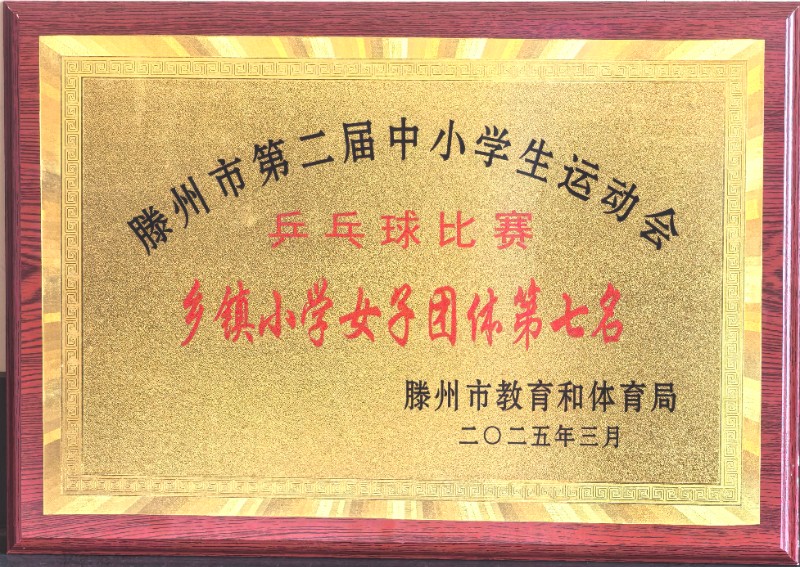 滕州市第二届中小学生运动会
乒乓球比赛
乡镇小学女子团体第七名
滕州市教育和体育局
二〇二五年三月